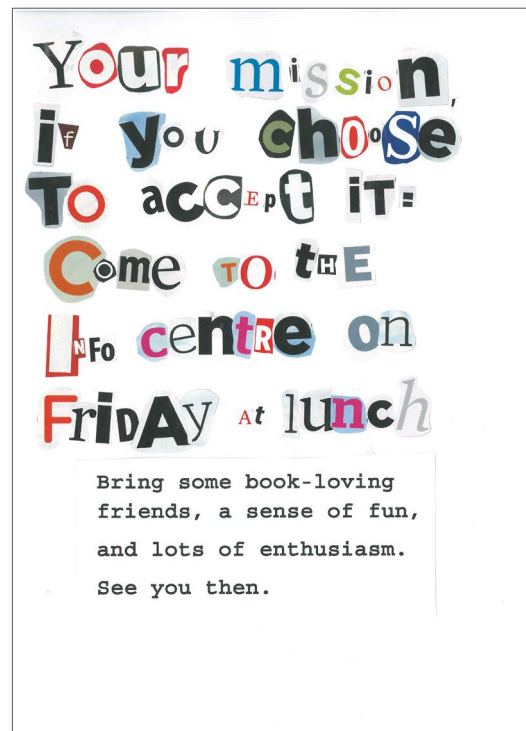 Your mission,
if you choose
To accEpt iT:
Come TO tHE
INFO centRe on
FriDAy At lunch
Bring some book-loving
friends, a sense of fun,
and lots of enthusiasm.
See you then.